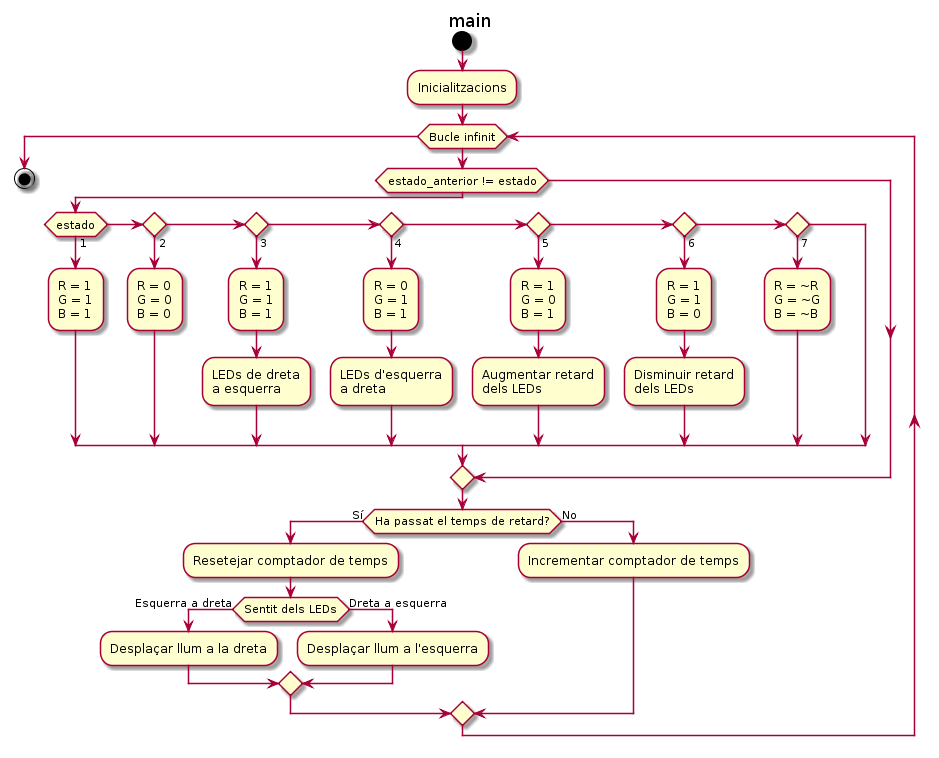 main
Inicialitzacions
Bucle infinit
estado_anterior != estado
estado
1
2
3
4
5
6
7
R = 1
G = 1
B = 1
R = 0
G = 0
B = 0
R = 1
G = 1
B = 1
LEDs de dreta
a esquerra
R = 0
G = 1
B = 1
LEDs d'esquerra
a dreta
R = 1
G = 0
B = 1
Augmentar retard
dels LEDs
R = 1
G = 1
B = 0
Disminuir retard
dels LEDs
R = ~R
G = ~G
B = ~B
Sí
Ha passat el temps de retard?
No
Resetejar comptador de temps
Incrementar comptador de temps
Esquerra a dreta
Sentit dels LEDs
Dreta a esquerra
Desplaçar llum a la dreta
Desplaçar llum a l'esquerra